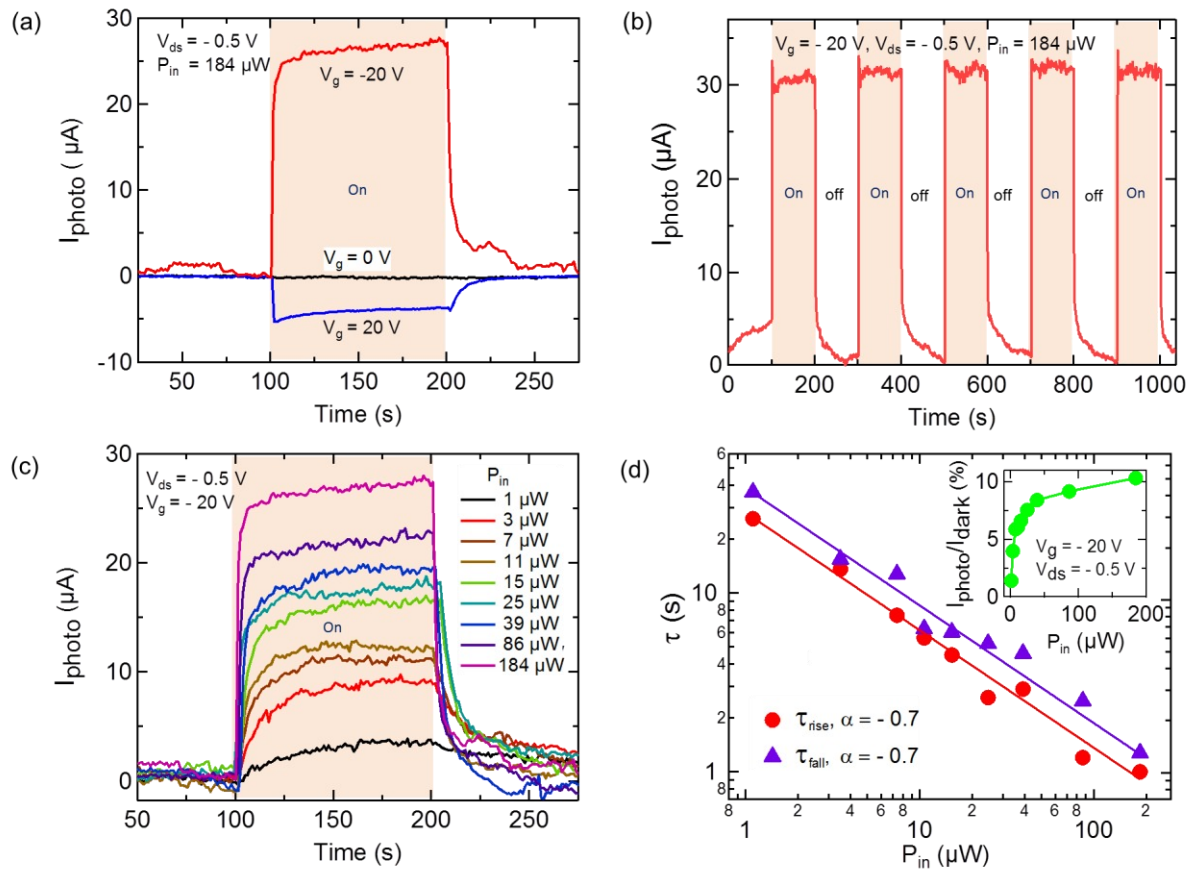 (a)
V_ds = - 0.5 V
P_in = 184 µW
V_g = -20 V
On
V_g = 0 V
V_g = 20 V
30
20
10
0
-10
I_photo ( µA)
50
100
150
200
250
Time (s)
(b)
V_g = - 20 V, V_ds = - 0.5 V, P_in = 184 µW
On
off
On
off
On
off
On
off
On
30
20
10
0
I_photo (µA)
0
200
400
600
800
1000
Time (s)
(c)
V_ds = - 0.5 V
V_g = - 20 V
On
P_in
1 µW
3 µW
7 µW
11 µW
15 µW
25 µW
39 µW
86 µW,
184 µW
30
20
10
0
I_photo (µA)
50
100
150
200
250
Time (s)
(d)
6
4
2
10
8
6
4
2
1
8
τ (s)
8
1
2
4
6
8
10
2
4
6
8
100
2
P_in (µW)
τ_rise, α = - 0.7
τ_fall, α = - 0.7
I_photo/I_dark (%)
10
5
0
V_g = - 20 V
V_ds = - 0.5 V
0
100
200
P_in (µW)